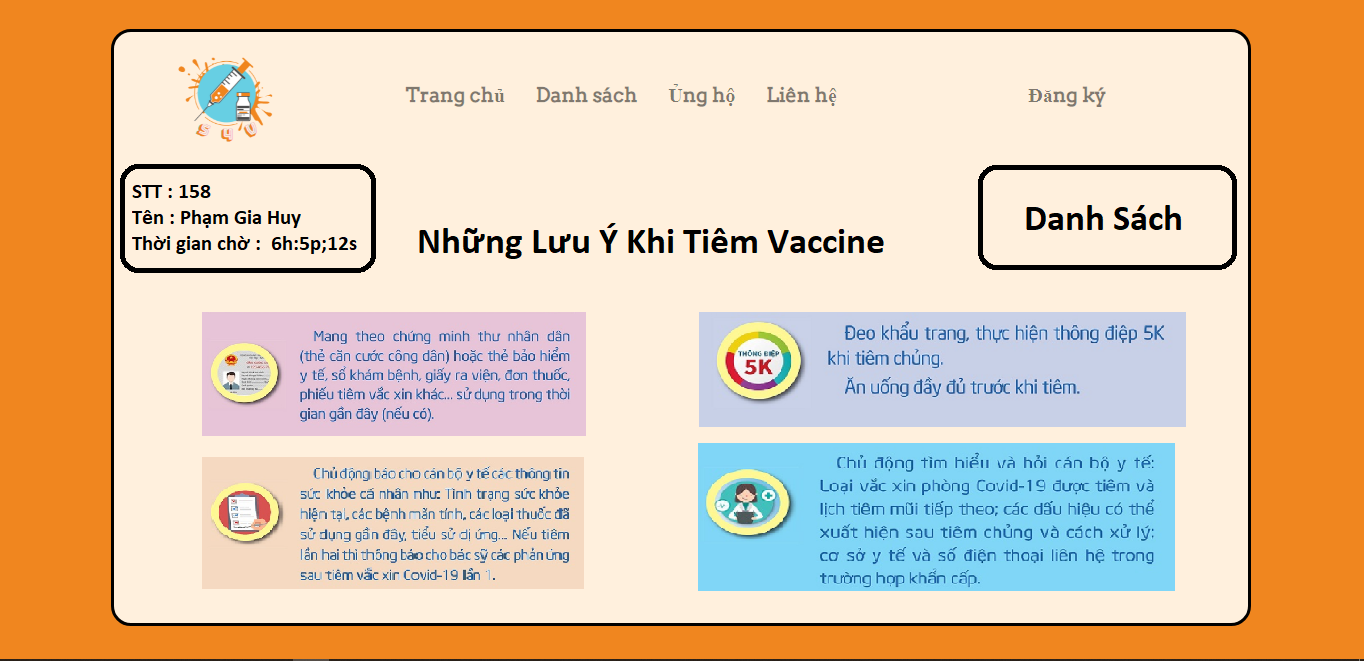 Trang chủ Danh sách Ủng hộ Liên hệ Đăng ký
SYV
STT : 158
Tên : Phạm Gia Huy
Thời gian chờ : 6h:5p;12s
Danh Sách
Những Lưu Ý Khi Tiêm Vaccine
Mang theo chứng minh thư nhân dân
(thẻ căn cước công dân) hoặc thẻ bảo hiểm
y tế, sổ khám bệnh, giấy ra viện, đơn thuốc,
phiếu tiêm vắc xin khác... sử dụng trong thời
gian gần đây (nếu có).
THÔNG ĐIỆP
5K
Đeo khẩu trang, thực hiện thông điệp 5K
khi tiêm chủng.
Ăn uống đầy đủ trước khi tiêm.
Chủ động báo cho cán bộ y tế các thông tin
sức khỏe cá nhân như: Tình trạng sức khỏe
hiện tại, các bệnh mãn tính, các loại thuốc đã
sử dụng gần đây, tiểu sử dị ứng... Nếu tiêm
lần hai thì thông báo cho bác sỹ các phản ứng
sau tiêm vắc xin Covid-19 lần 1.
Chủ động tìm hiểu và hỏi cán bộ y tế:
Loại vắc xin phòng Covid-19 được tiêm và
lịch tiêm mũi tiếp theo; các dấu hiệu có thể
xuất hiện sau tiêm chủng và cách xử lý;
cơ sở y tế và số điện thoại liên hệ trong
trường hợp khẩn cấp.